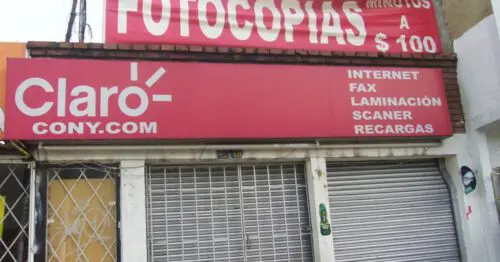 FOTOCOPIAS
MINUTOS
A
$ 100
Claro
CONY.COM
INTERNET
FAX
LAMINACIÓN
SCANER
RECARGAS